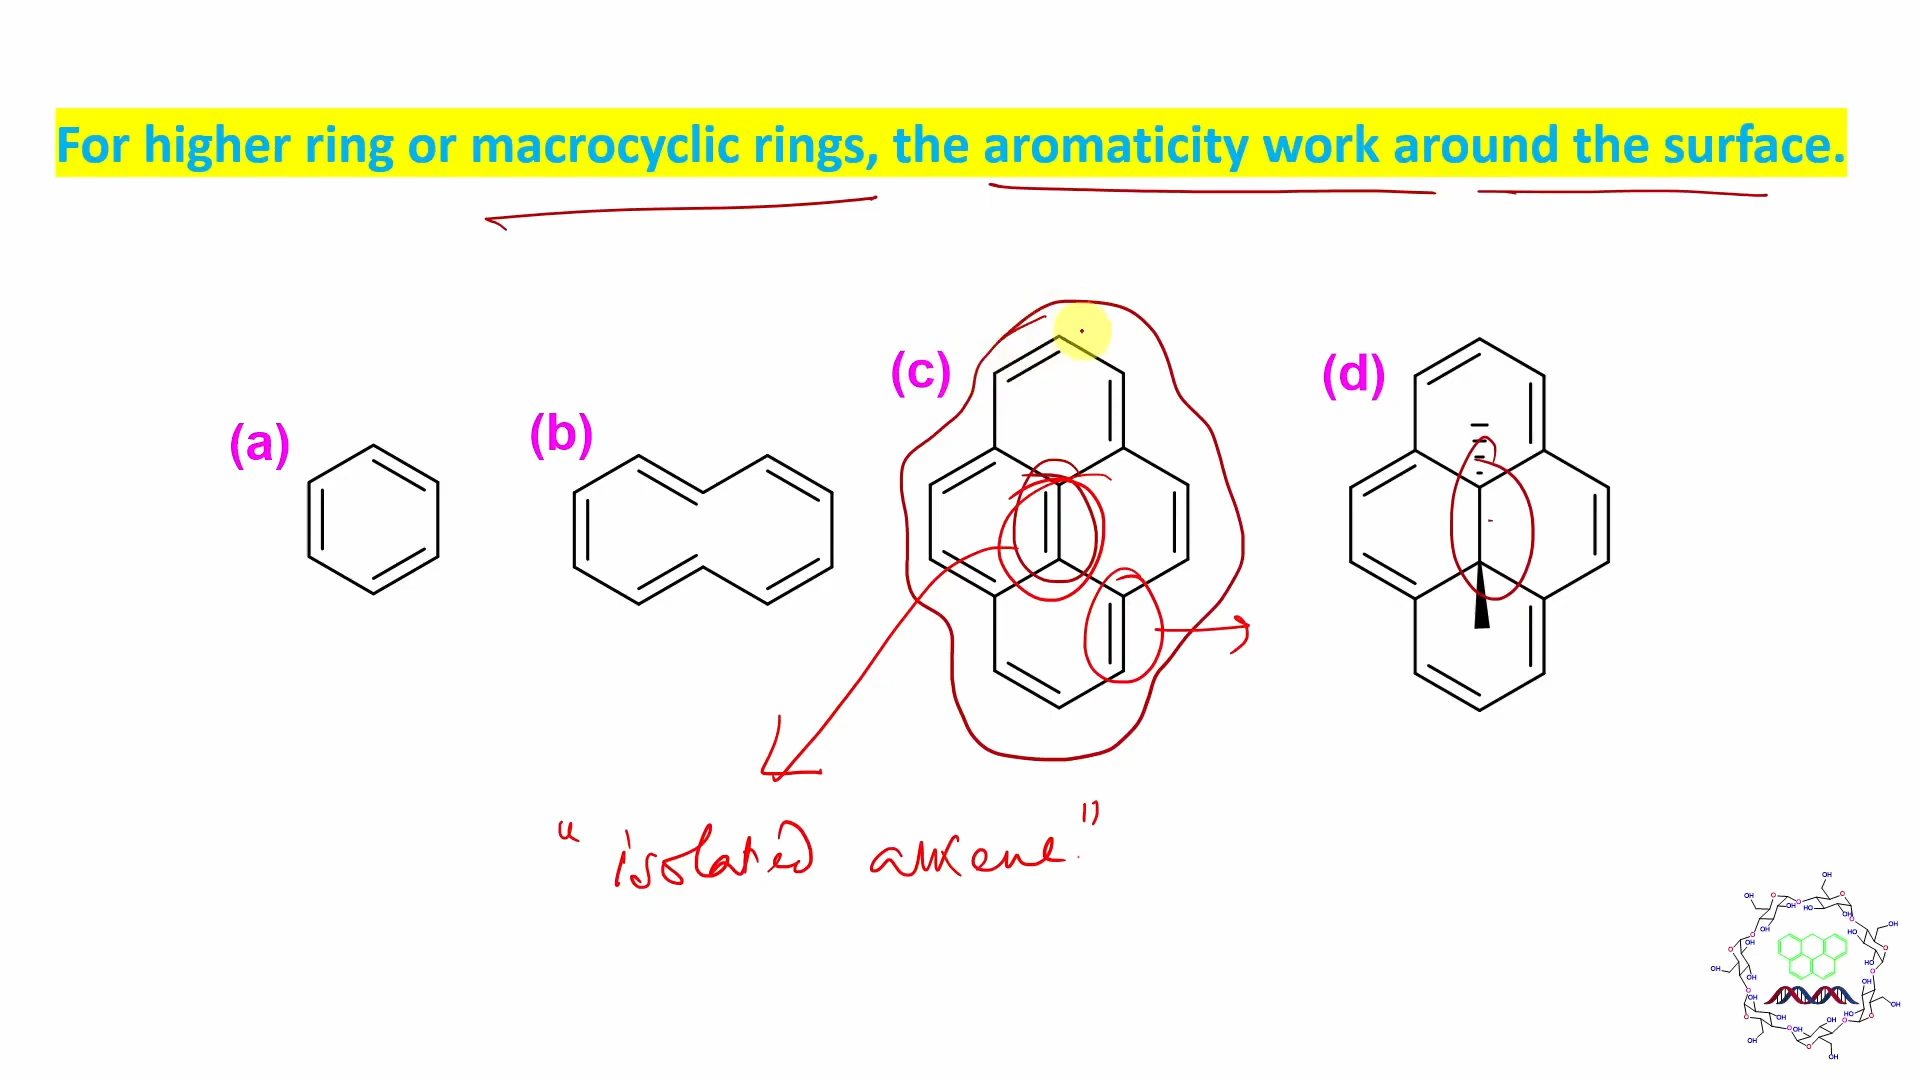 For higher ring or macrocyclic rings, the aromaticity work around the surface.
(a)
(b)
(c)
(d)
"isolated alkene"